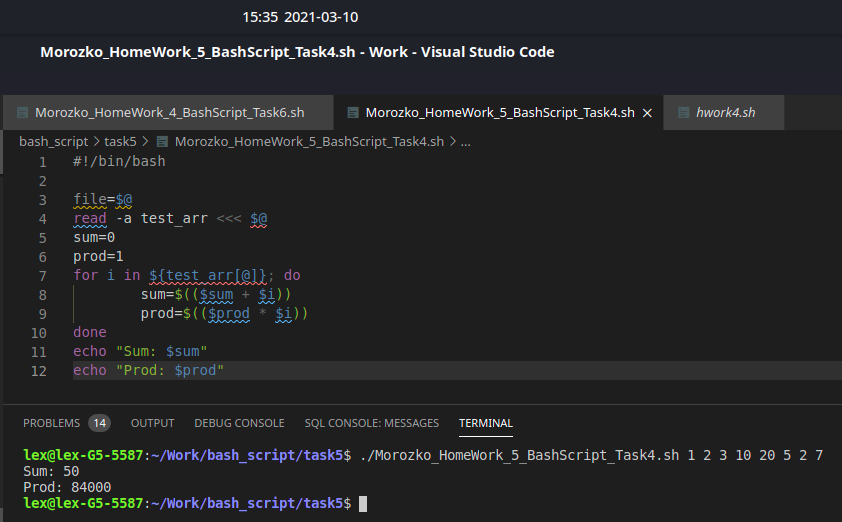 15:35 2021-03-10
Morozko_HomeWork_5_BashScript_Task4.sh - Work - Visual Studio Code
Morozko_HomeWork_4_BashScript_Task6.sh Morozko_HomeWork_5_BashScript_Task4.sh × hwork4.sh
bash_script > task5 > Morozko_HomeWork_5_BashScript_Task4.sh > ...
1 #!/bin/bash
2
3 file=$@
4 read -a test_arr <<< $@
5 sum=0
6 prod=1
7 for i in ${test_arr[@]}; do
8 sum=$(($sum + $i))
9 prod=$(($prod * $i))
10 done
11 echo "Sum: $sum"
12 echo "Prod: $prod"
PROBLEMS 14 OUTPUT DEBUG CONSOLE SQL CONSOLE: MESSAGES TERMINAL
lex@lex-G5-5587:~/Work/bash_script/task5$ ./Morozko_HomeWork_5_BashScript_Task4.sh 1 2 3 10 20 5 2 7
Sum: 50
Prod: 84000
lex@lex-G5-5587:~/Work/bash_script/task5$